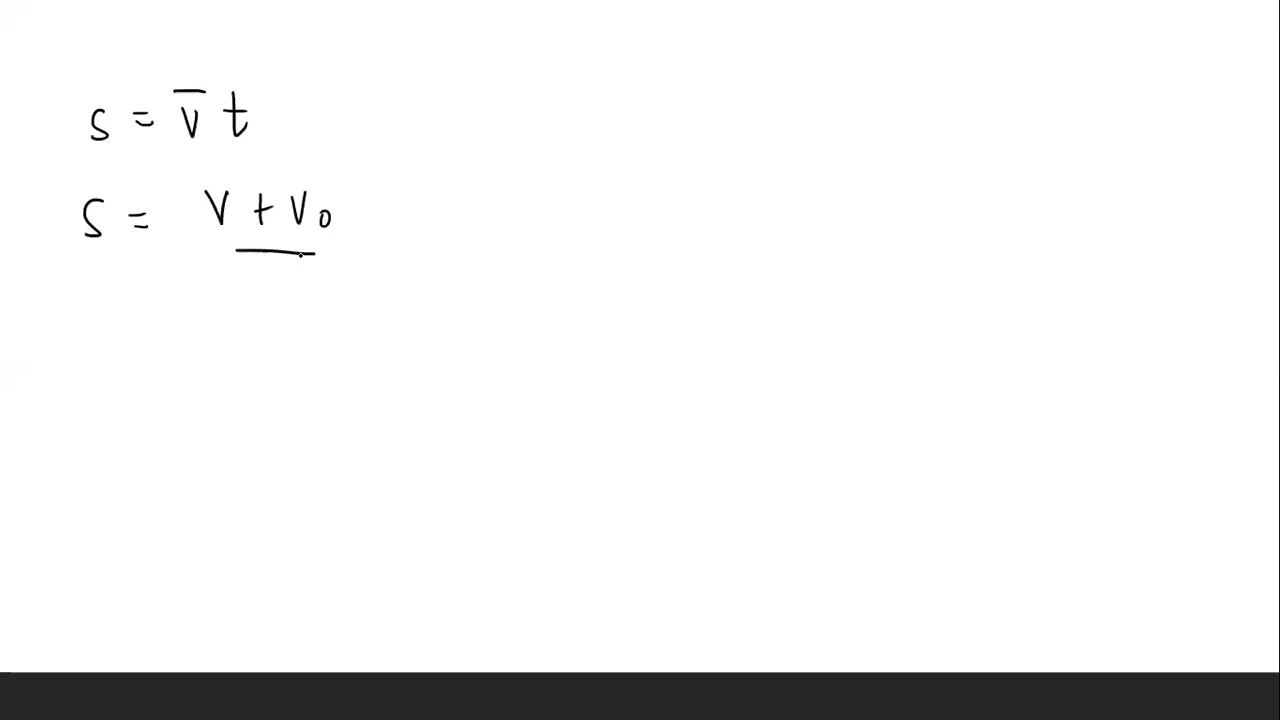 s = v̅ t
s = v + v₀